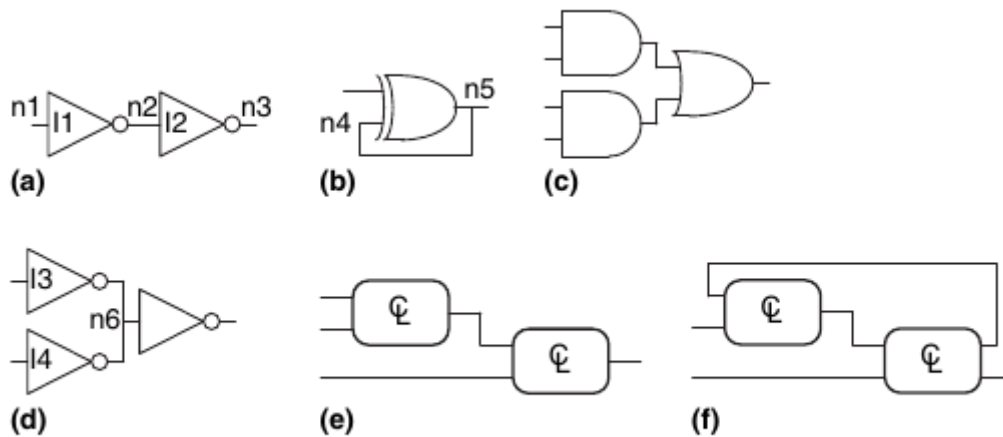 n1 I1 n2 I2 n3
(a)
n4 n5
(b)
(c)
I3
n6
I4
(d)
CL
CL
(e)
CL
CL
(f)